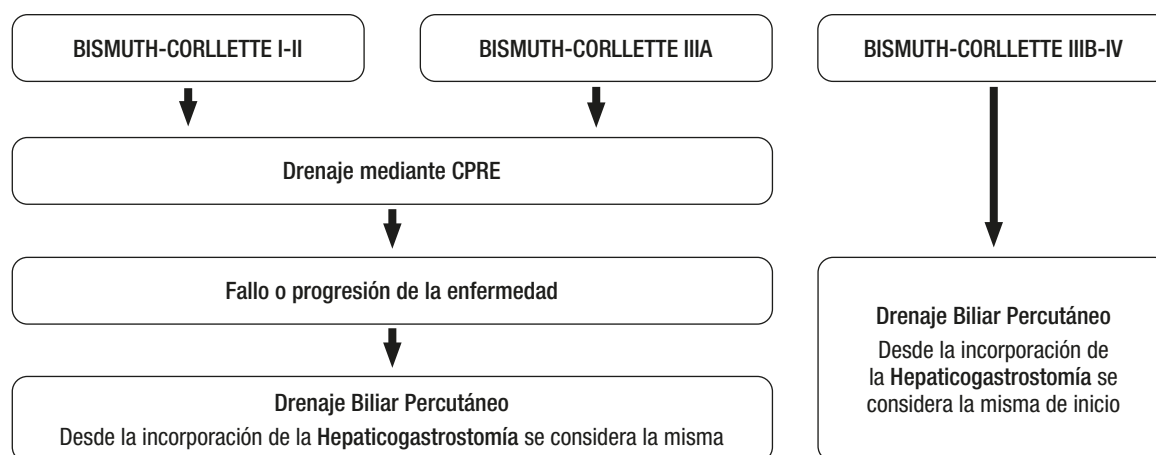 BISMUTH-CORLLETTE I-II
BISMUTH-CORLLETTE IIIA
BISMUTH-CORLLETTE IIIB-IV
Drenaje mediante CPRE
Fallo o progresión de la enfermedad
Drenaje Biliar Percutáneo
Desde la incorporación de la Hepaticogastrostomía se considera la misma
Drenaje Biliar Percutáneo
Desde la incorporación de
la Hepaticogastrostomía se
considera la misma de inicio